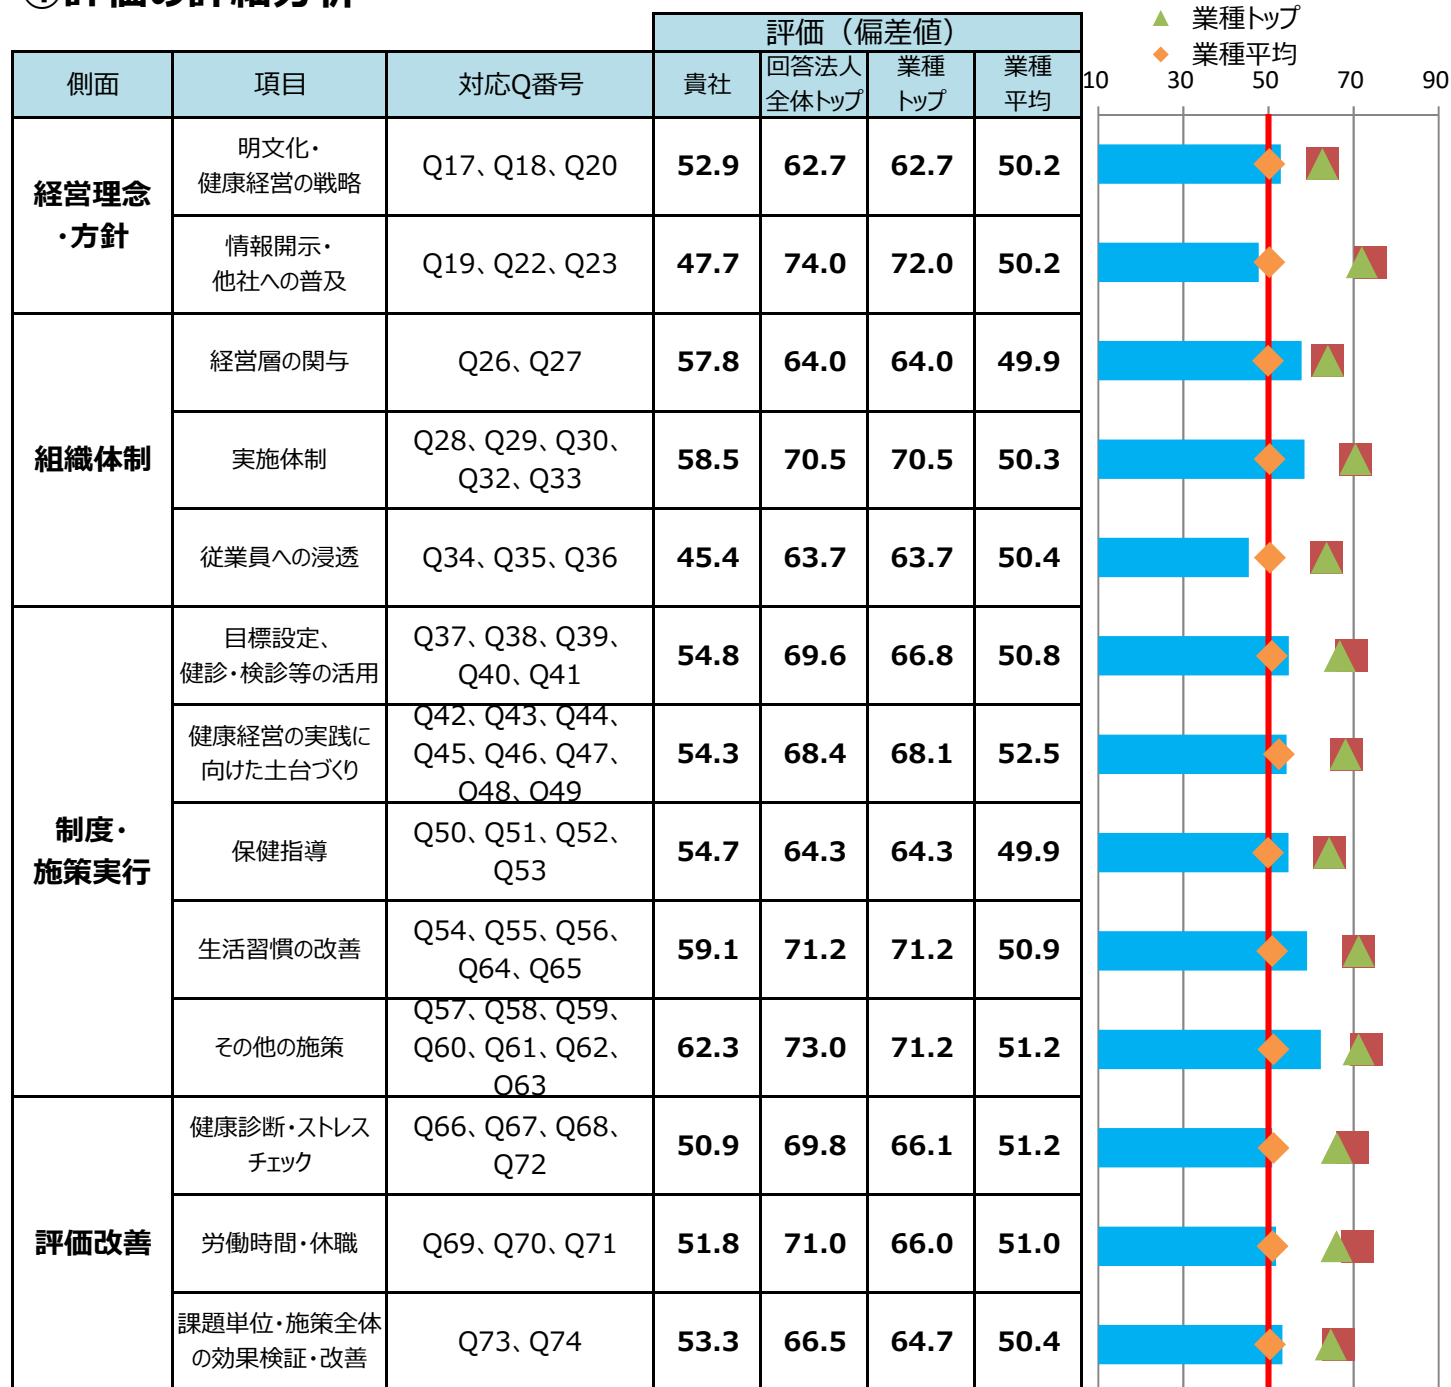 ④評価の詳細分析
▲ 業種トップ
◆ 業種平均
評価（偏差値）
側面 項目 対応Q番号 貴社 回答法人 業種 業種
全体トップ トップ 平均
10 30 50 70 90
経営理念
・方針
明文化・
健康経営の戦略
Q17、Q18、Q20
52.9 62.7 62.7 50.2
情報開示・
他社への普及
Q19、Q22、Q23
47.7 74.0 72.0 50.2
組織体制
経営層の関与
Q26、Q27
57.8 64.0 64.0 49.9
実施体制
Q28、Q29、Q30、
Q32、Q33
58.5 70.5 70.5 50.3
従業員への浸透
Q34、Q35、Q36
45.4 63.7 63.7 50.4
制度・
施策実行
目標設定、
健診・検診等の活用
Q37、Q38、Q39、
Q40、Q41
54.8 69.6 66.8 50.8
健康経営の実践に
向けた土台づくり
Q42、Q43、Q44、
Q45、Q46、Q47、
Q48、Q49
54.3 68.4 68.1 52.5
保健指導
Q50、Q51、Q52、
Q53
54.7 64.3 64.3 49.9
生活習慣の改善
Q54、Q55、Q56、
Q64、Q65
59.1 71.2 71.2 50.9
その他の施策
Q57、Q58、Q59、
Q60、Q61、Q62、
Q63
62.3 73.0 71.2 51.2
評価改善
健康診断・ストレス
チェック
Q66、Q67、Q68、
Q72
50.9 69.8 66.1 51.2
労働時間・休職
Q69、Q70、Q71
51.8 71.0 66.0 51.0
課題単位・施策全体
の効果検証・改善
Q73、Q74
53.3 66.5 64.7 50.4